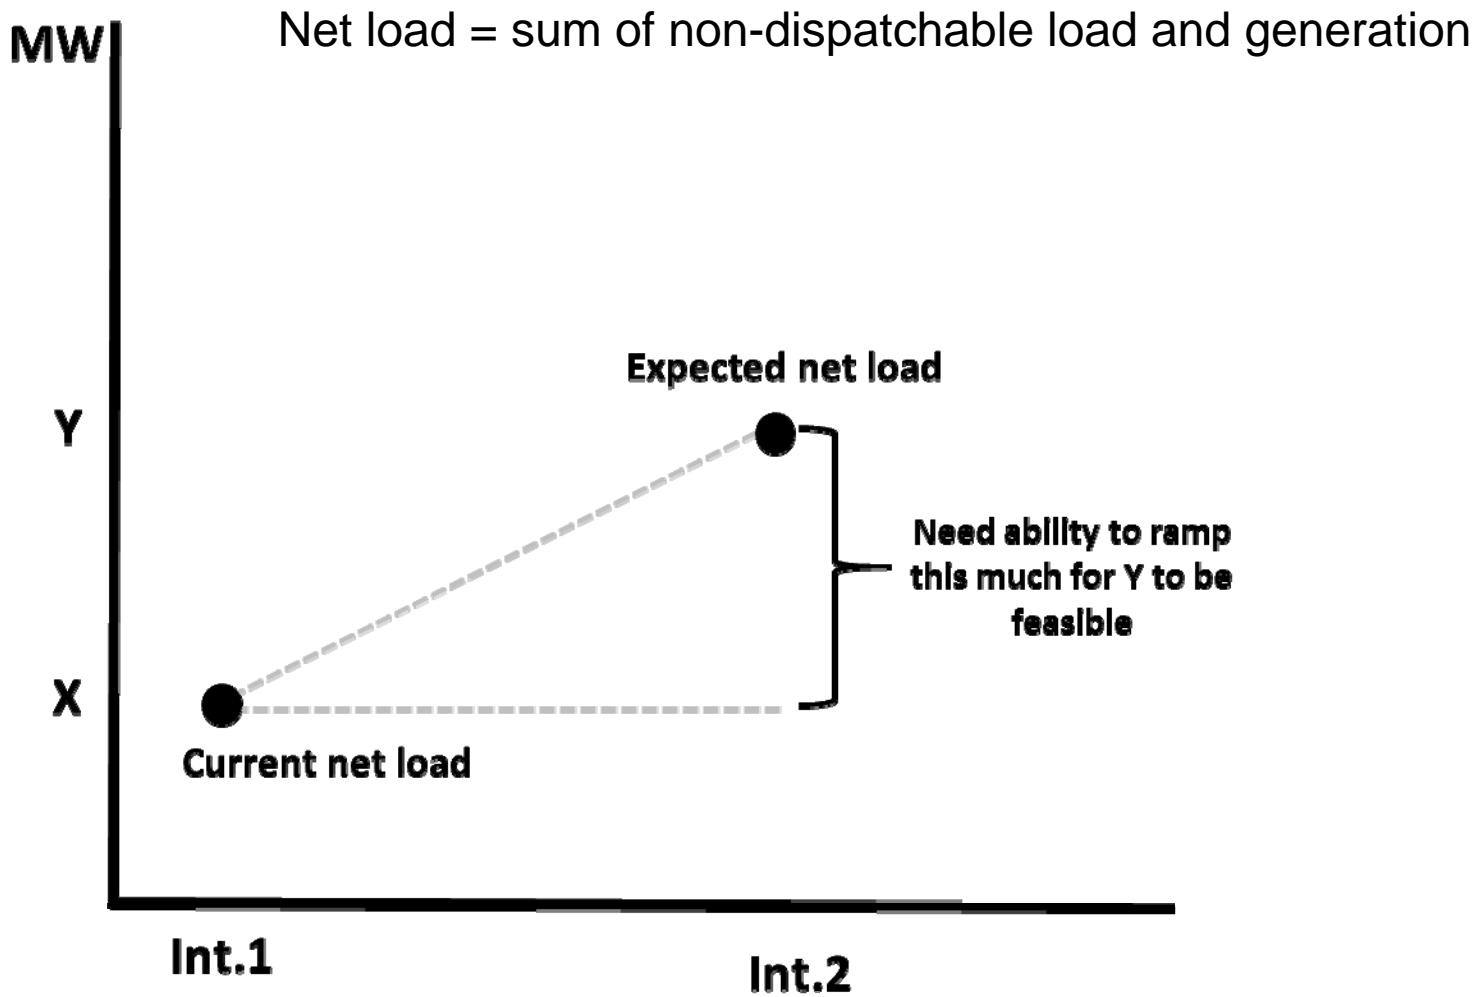 Net load = sum of non-dispatchable load and generation
MW
Expected net load
Y
Need ability to ramp
this much for Y to be
feasible
X
Current net load
Int.1
Int.2